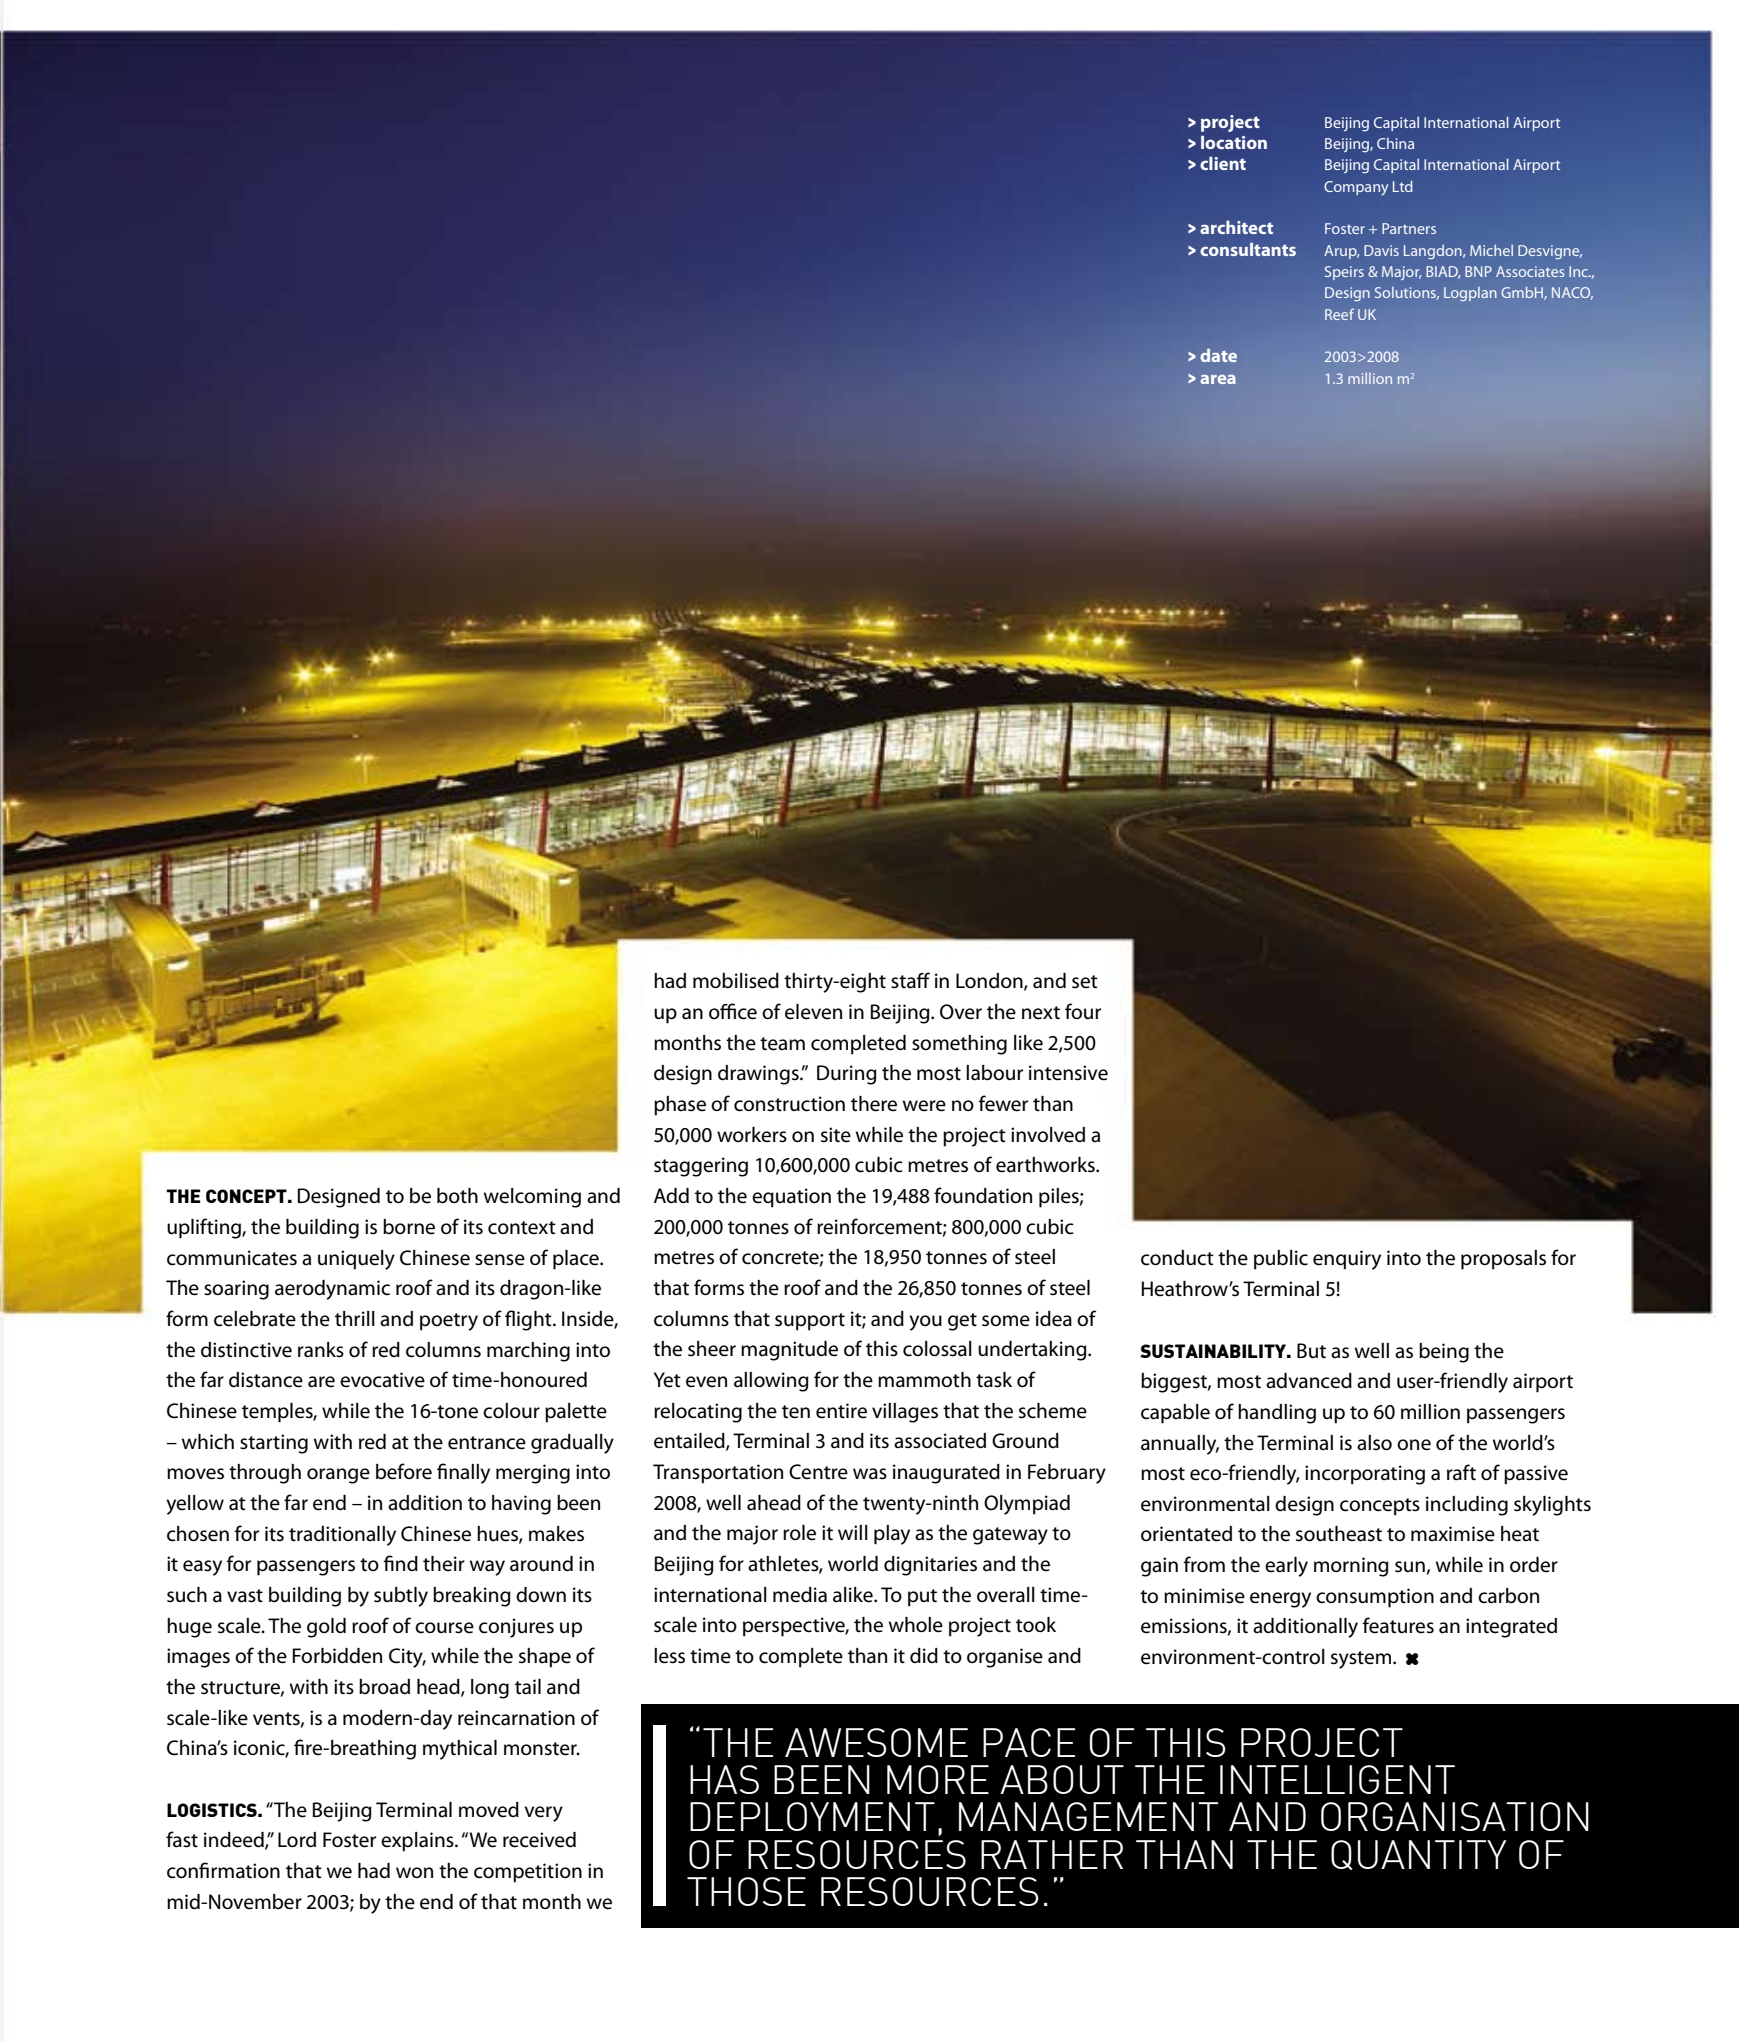 > project Beijing Capital International Airport
> location Beijing, China
> client Beijing Capital International Airport
Company Ltd
> architect Foster + Partners
> consultants Arup, Davis Langdon, Michel Desvigne,
Speirs & Major, BIAD, BNP Associates Inc.,
Design Solutions, Logplan GmbH, NACO,
Reef UK
> date 2003>2008
> area 1.3 million m²
THE CONCEPT. Designed to be both welcoming and
uplifting, the building is borne of its context and
communicates a uniquely Chinese sense of place.
The soaring aerodynamic roof and its dragon-like
form celebrate the thrill and poetry of flight. Inside,
the distinctive ranks of red columns marching into
the far distance are evocative of time-honoured
Chinese temples, while the 16-tone colour palette
– which starting with red at the entrance gradually
moves through orange before finally merging into
yellow at the far end – in addition to having been
chosen for its traditionally Chinese hues, makes
it easy for passengers to find their way around in
such a vast building by subtly breaking down its
huge scale. The gold roof of course conjures up
images of the Forbidden City, while the shape of
the structure, with its broad head, long tail and
scale-like vents, is a modern-day reincarnation of
China's iconic, fire-breathing mythical monster.
LOGISTICS. “The Beijing Terminal moved very
fast indeed,” Lord Foster explains. “We received
confirmation that we had won the competition in
mid-November 2003; by the end of that month we
had mobilised thirty-eight staff in London, and set
up an office of eleven in Beijing. Over the next four
months the team completed something like 2,500
design drawings.” During the most labour intensive
phase of construction there were no fewer than
50,000 workers on site while the project involved a
staggering 10,600,000 cubic metres of earthworks.
Add to the equation the 19,488 foundation piles;
200,000 tonnes of reinforcement; 800,000 cubic
metres of concrete; the 18,950 tonnes of steel
that forms the roof and the 26,850 tonnes of steel
columns that support it; and you get some idea of
the sheer magnitude of this colossal undertaking.
Yet even allowing for the mammoth task of
relocating the ten entire villages that the scheme
entailed, Terminal 3 and its associated Ground
Transportation Centre was inaugurated in February
2008, well ahead of the twenty-ninth Olympiad
and the major role it will play as the gateway to
Beijing for athletes, world dignitaries and the
international media alike. To put the overall time-
scale into perspective, the whole project took
less time to complete than it did to organise and
conduct the public enquiry into the proposals for
Heathrow's Terminal 5!
SUSTAINABILITY. But as well as being the
biggest, most advanced and user-friendly airport
capable of handling up to 60 million passengers
annually, the Terminal is also one of the world's
most eco-friendly, incorporating a raft of passive
environmental design concepts including skylights
orientated to the southeast to maximise heat
gain from the early morning sun, while in order
to minimise energy consumption and carbon
emissions, it additionally features an integrated
environment-control system.
“THE AWESOME PACE OF THIS PROJECT
HAS BEEN MORE ABOUT THE INTELLIGENT
DEPLOYMENT, MANAGEMENT AND ORGANISATION
OF RESOURCES RATHER THAN THE QUANTITY OF
THOSE RESOURCES.”